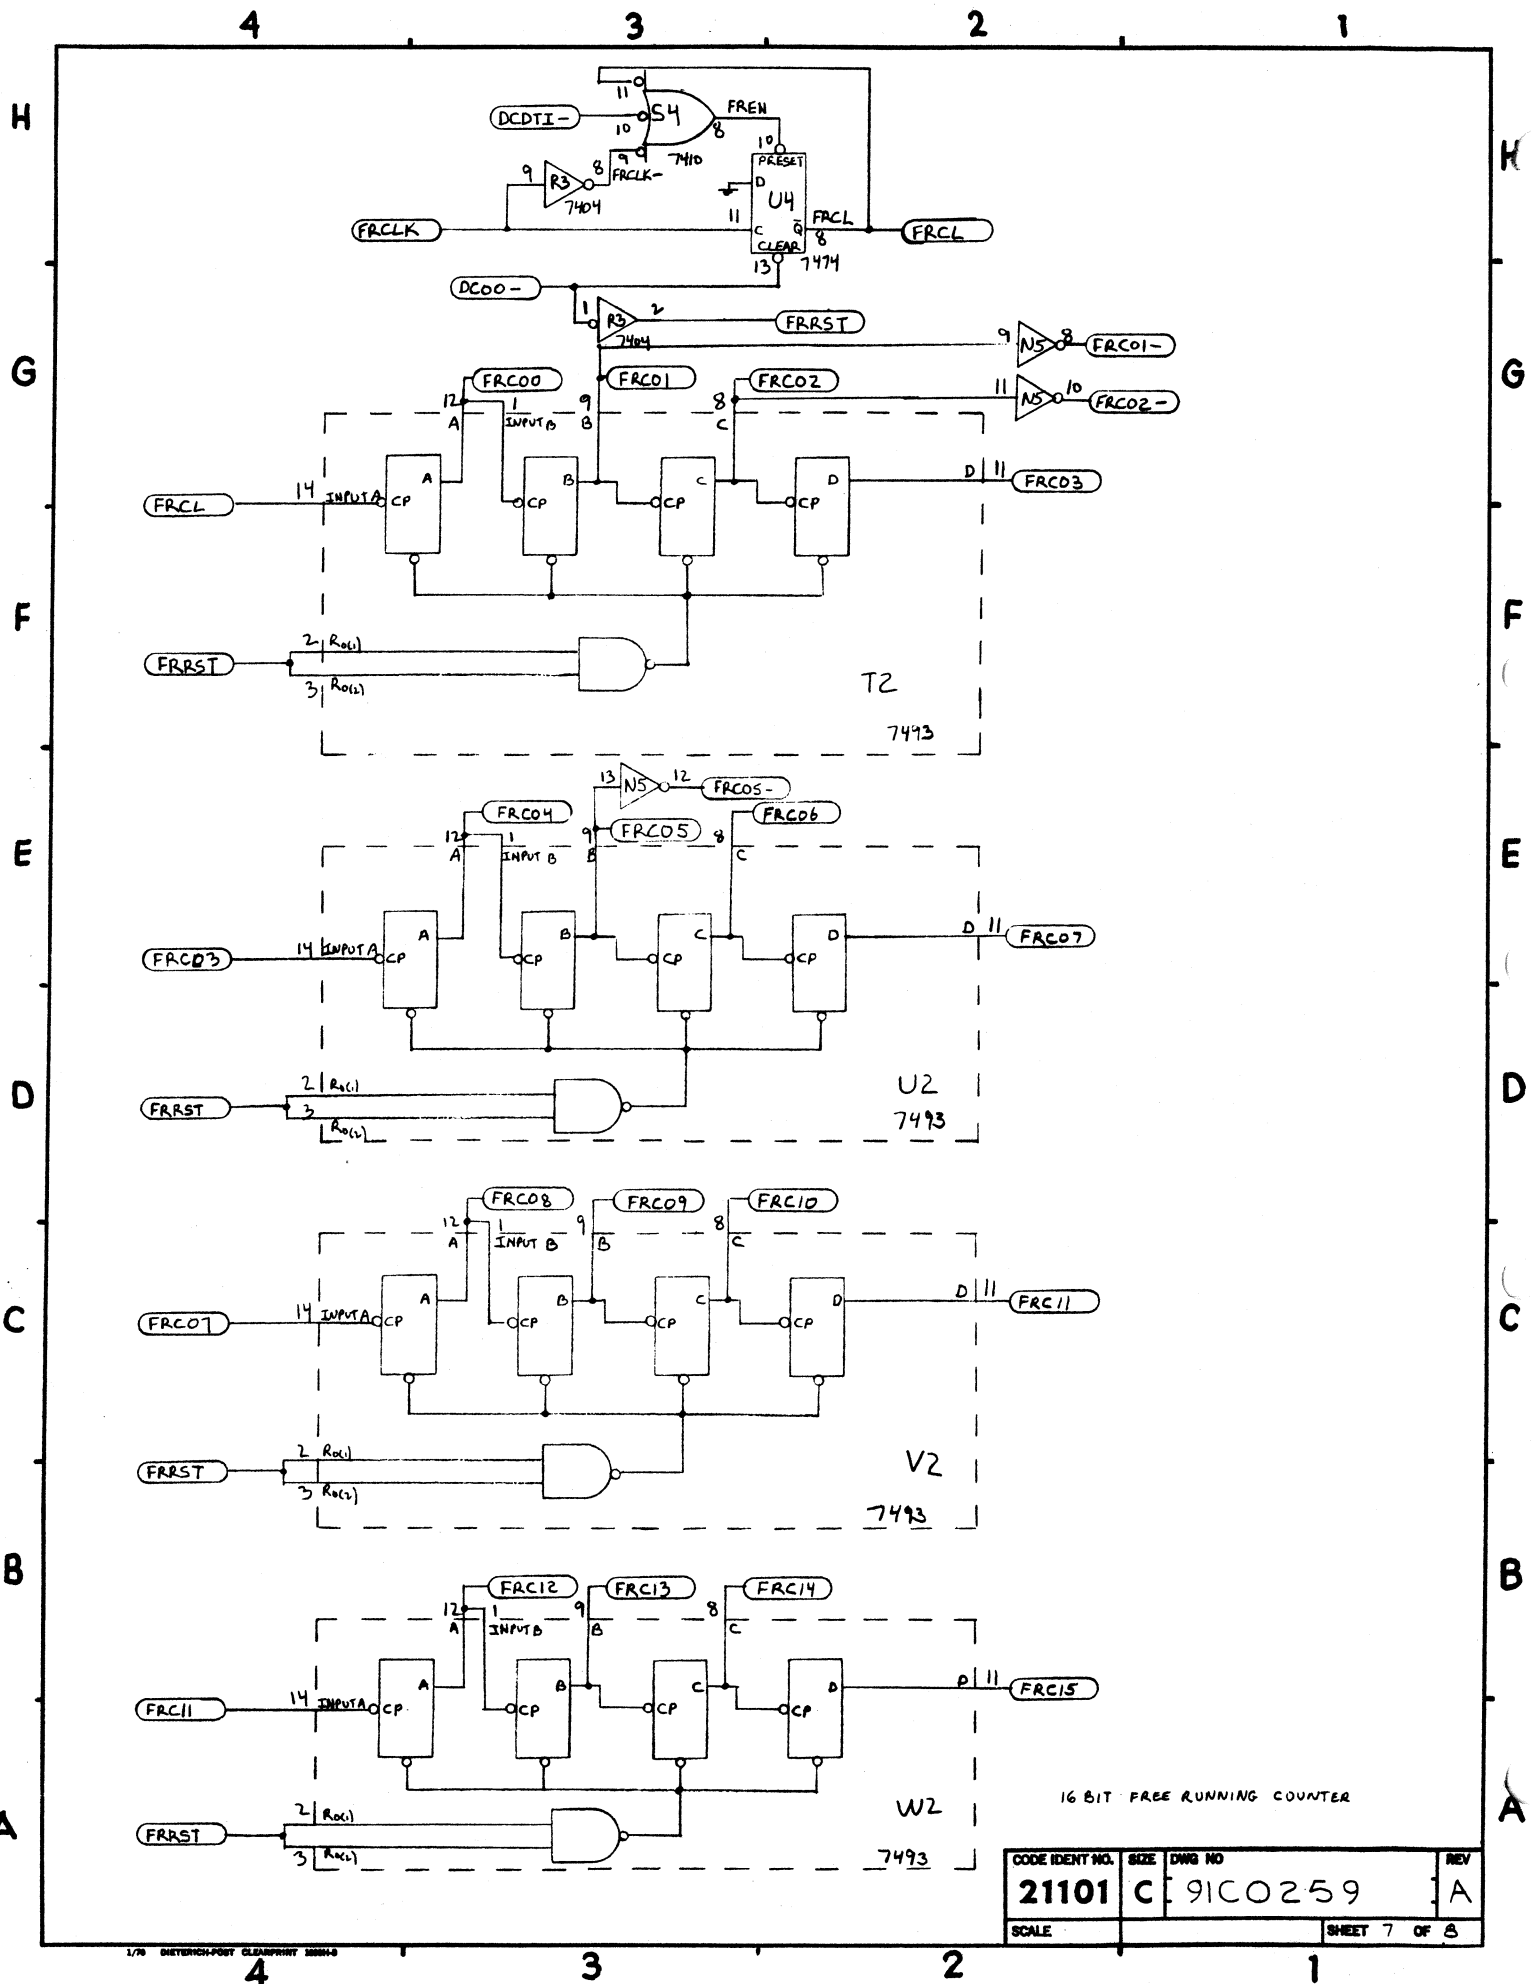 4 3 2 1
H H
11
DCDTI- 10 S4 FREN
8
9 7410
10
PRESET
9 R3 8 FRCLK-
7404
D
U4
FRCLK 11 C Q̅ FRCL FRCL
8
CLEAR
13 7474
DC00-
1 R3 2 FRRST
7404
9 N5 8 FRC01-
G G
FRC00 FRC01 FRC02 11 N5 10 FRC02-
12 1 9 8
A INPUT B B C
A B C D D 11 FRC03
FRCL 14 INPUT A CP CP CP CP
F F
2 R0(1)
FRRST
3 R0(2)
T2
7493
13 N5 12 FRC05-
FRC04 FRC05 FRC06
E E
12 1 9 8
A INPUT B B C
A B C D D 11 FRC07
FRC03 14 INPUT A CP CP CP CP
D D
2 R0(1)
FRRST 3
R0(2)
U2
7493
FRC08 FRC09 FRC10
12 1 9 8
A INPUT B B C
A B C D D 11 FRC11
C C
FRC07 14 INPUT A CP CP CP CP
2 R0(1)
FRRST
3 R0(2)
V2
7493
B B
FRC12 FRC13 FRC14
12 1 9 8
A INPUT B B C
A B C D D 11 FRC15
FRC11 14 INPUT A CP CP CP CP
A A
2 R0(1)
FRRST
3 R0(2)
W2
7493
16 BIT FREE RUNNING COUNTER
CODE IDENT NO. SIZE DWG NO REV
21101 C 91C0259 A
SCALE SHEET 7 OF 8
1/70 DIETERICH-POST CLEARPRINT
4 3 2 1